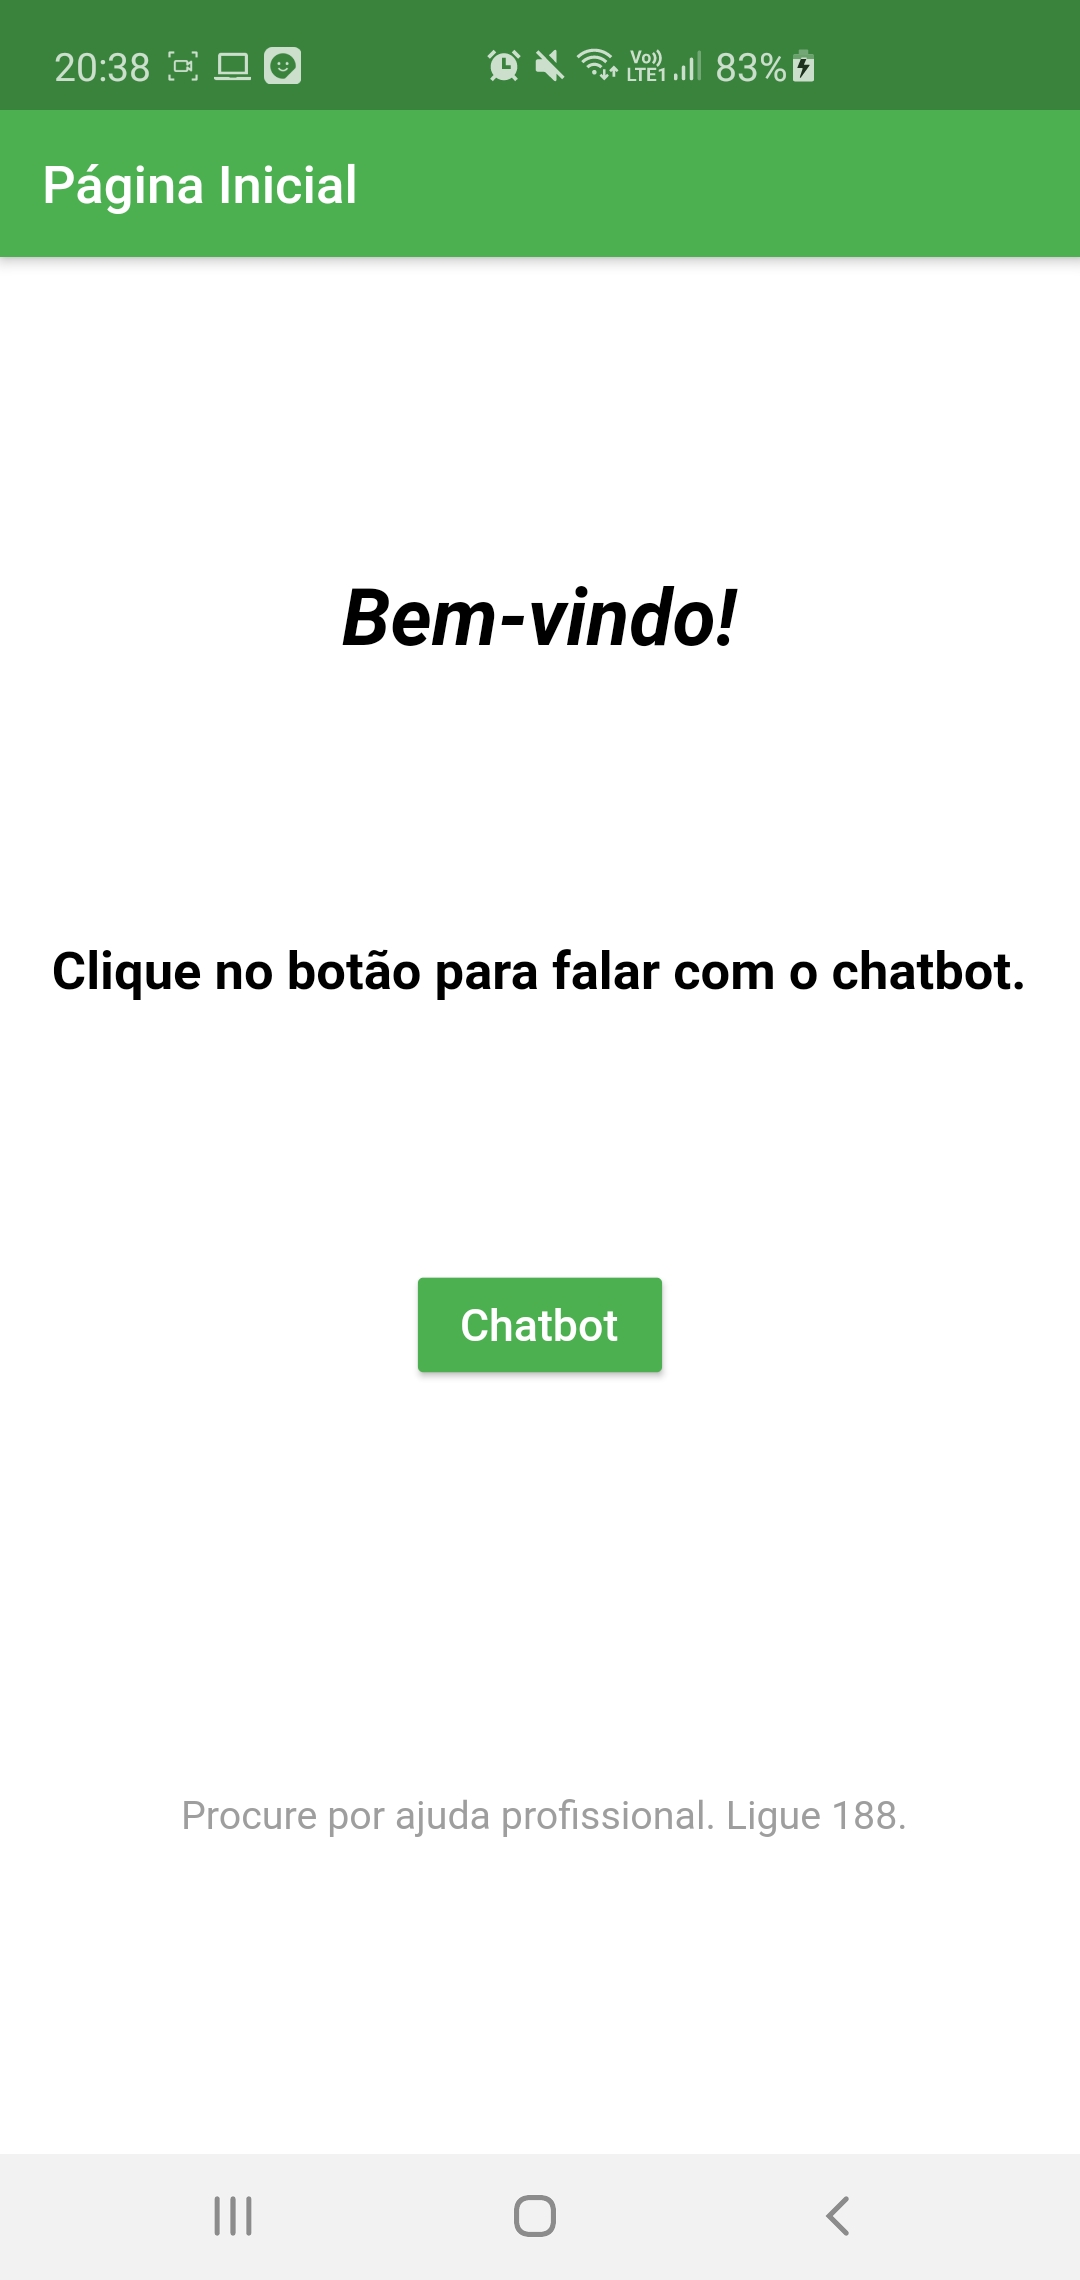 20:38 Vo)) LTE1 83%
Página Inicial
Bem-vindo!
Clique no botão para falar com o chatbot.
Chatbot
Procure por ajuda profissional. Ligue 188.